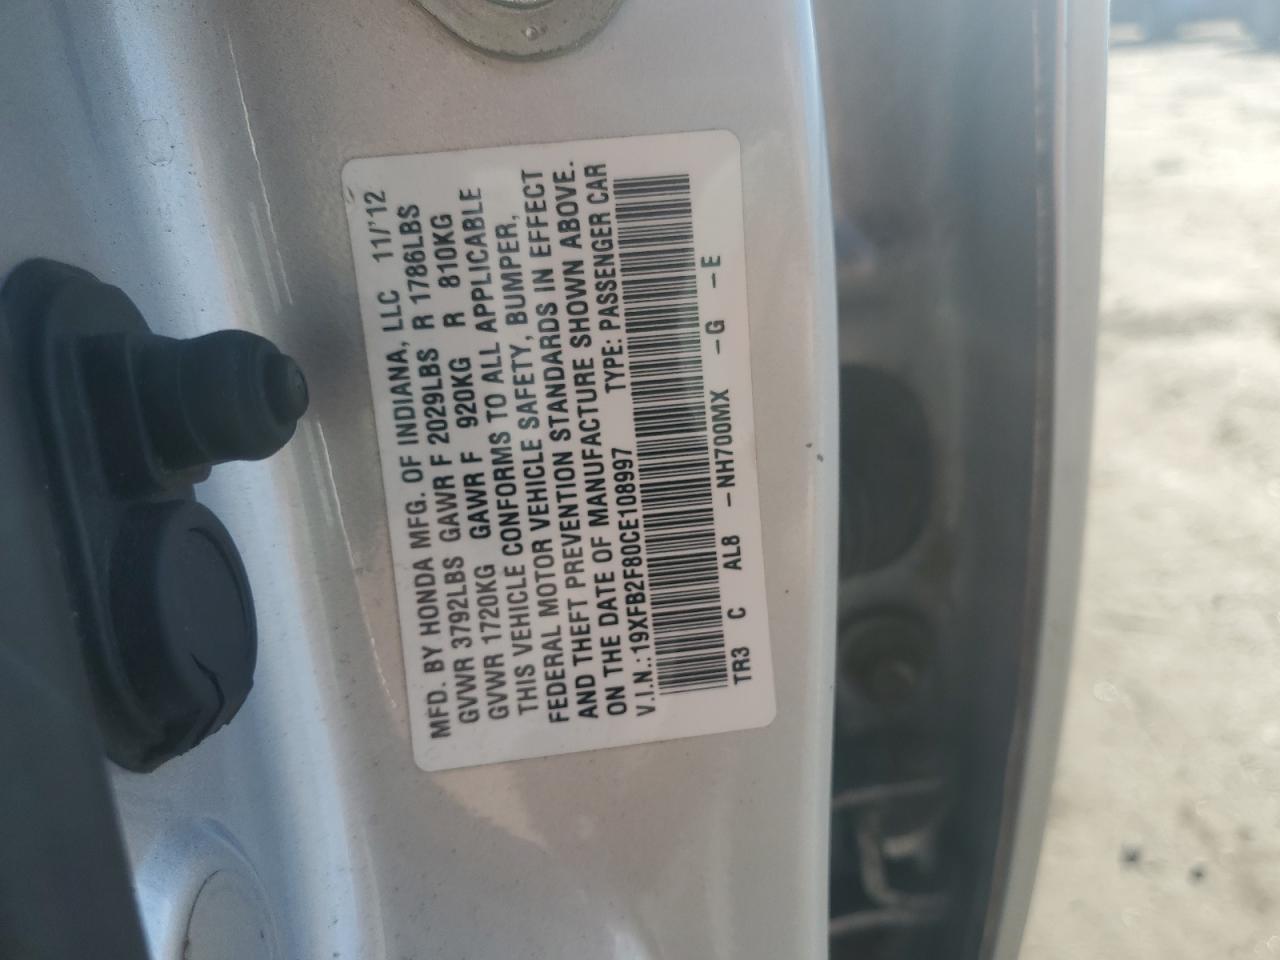 MFD. BY HONDA MFG. OF INDIANA, LLC 11/'12
GVWR 3792LBS GAWR F 2029LBS R 1786LBS
GVWR 1720KG GAWR F 920KG R 810KG
THIS VEHICLE CONFORMS TO ALL APPLICABLE
FEDERAL MOTOR VEHICLE SAFETY, BUMPER,
AND THEFT PREVENTION STANDARDS IN EFFECT
ON THE DATE OF MANUFACTURE SHOWN ABOVE.
V.I.N.:19XFB2F80CE108997 TYPE: PASSENGER CAR
TR3 C AL8 -NH700MX -G -E